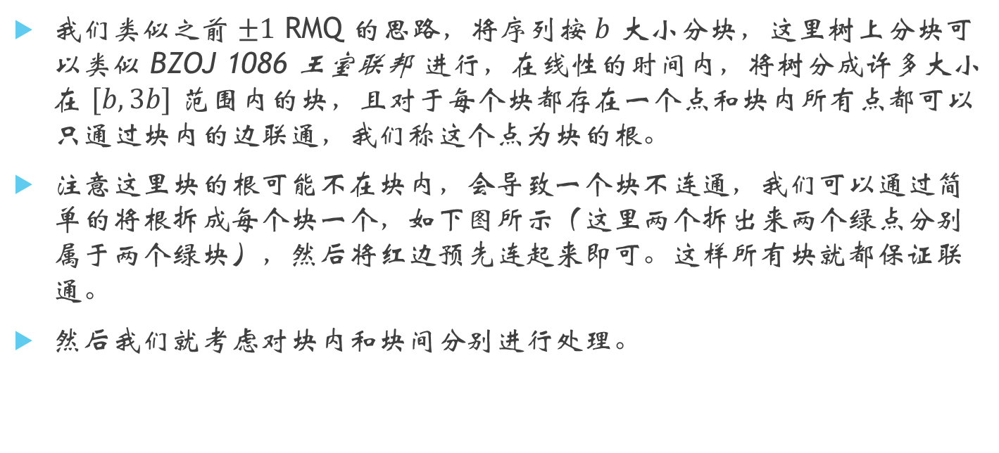 我们类似之前 ±1 RMQ 的思路，将序列按 b 大小分块，这里树上分块可
以类似 BZOJ 1086 王室联邦 进行，在线性的时间内，将树分成许多大小
在 [b, 3b] 范围内的块，且对于每个块都存在一个点和块内所有点都可以
只通过块内的边联通，我们称这个点为块的根。
注意这里块的根可能不在块内，会导致一个块不连通，我们可以通过简
单的将根拆成每个块一个，如下图所示（这里两个拆出来两个绿点分别
属于两个绿块），然后将红边预先连起来即可。这样所有块就都保证联
通。
然后我们就考虑对块内和块间分别进行处理。